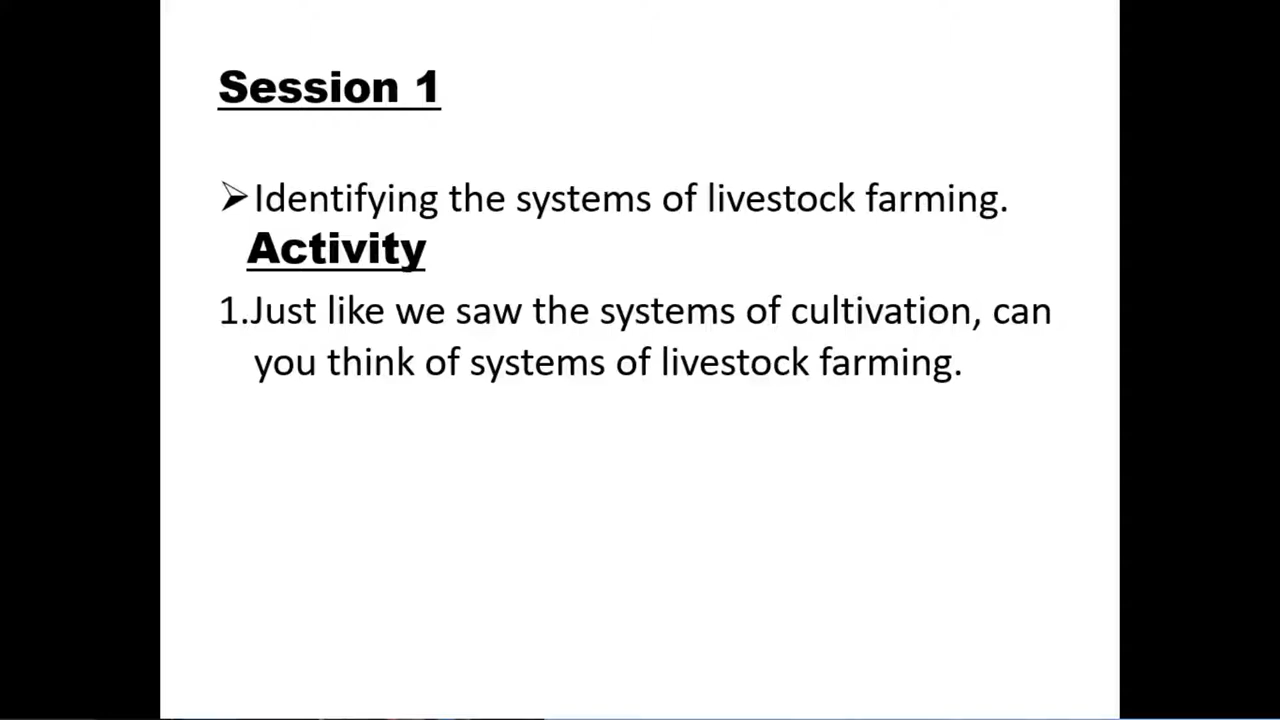 Session 1
➢Identifying the systems of livestock farming.
Activity
1.Just like we saw the systems of cultivation, can
you think of systems of livestock farming.